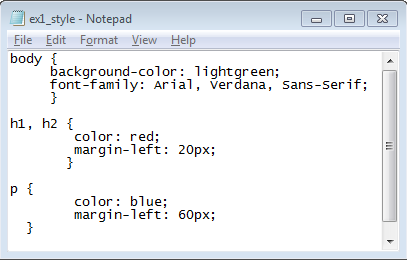 ex1_style - Notepad
File Edit Format View Help
body {
     background-color: lightgreen;
     font-family: Arial, Verdana, Sans-Serif;
     }

h1, h2 {
        color: red;
        margin-left: 20px;
       }

p {
        color: blue;
        margin-left: 60px;
  }